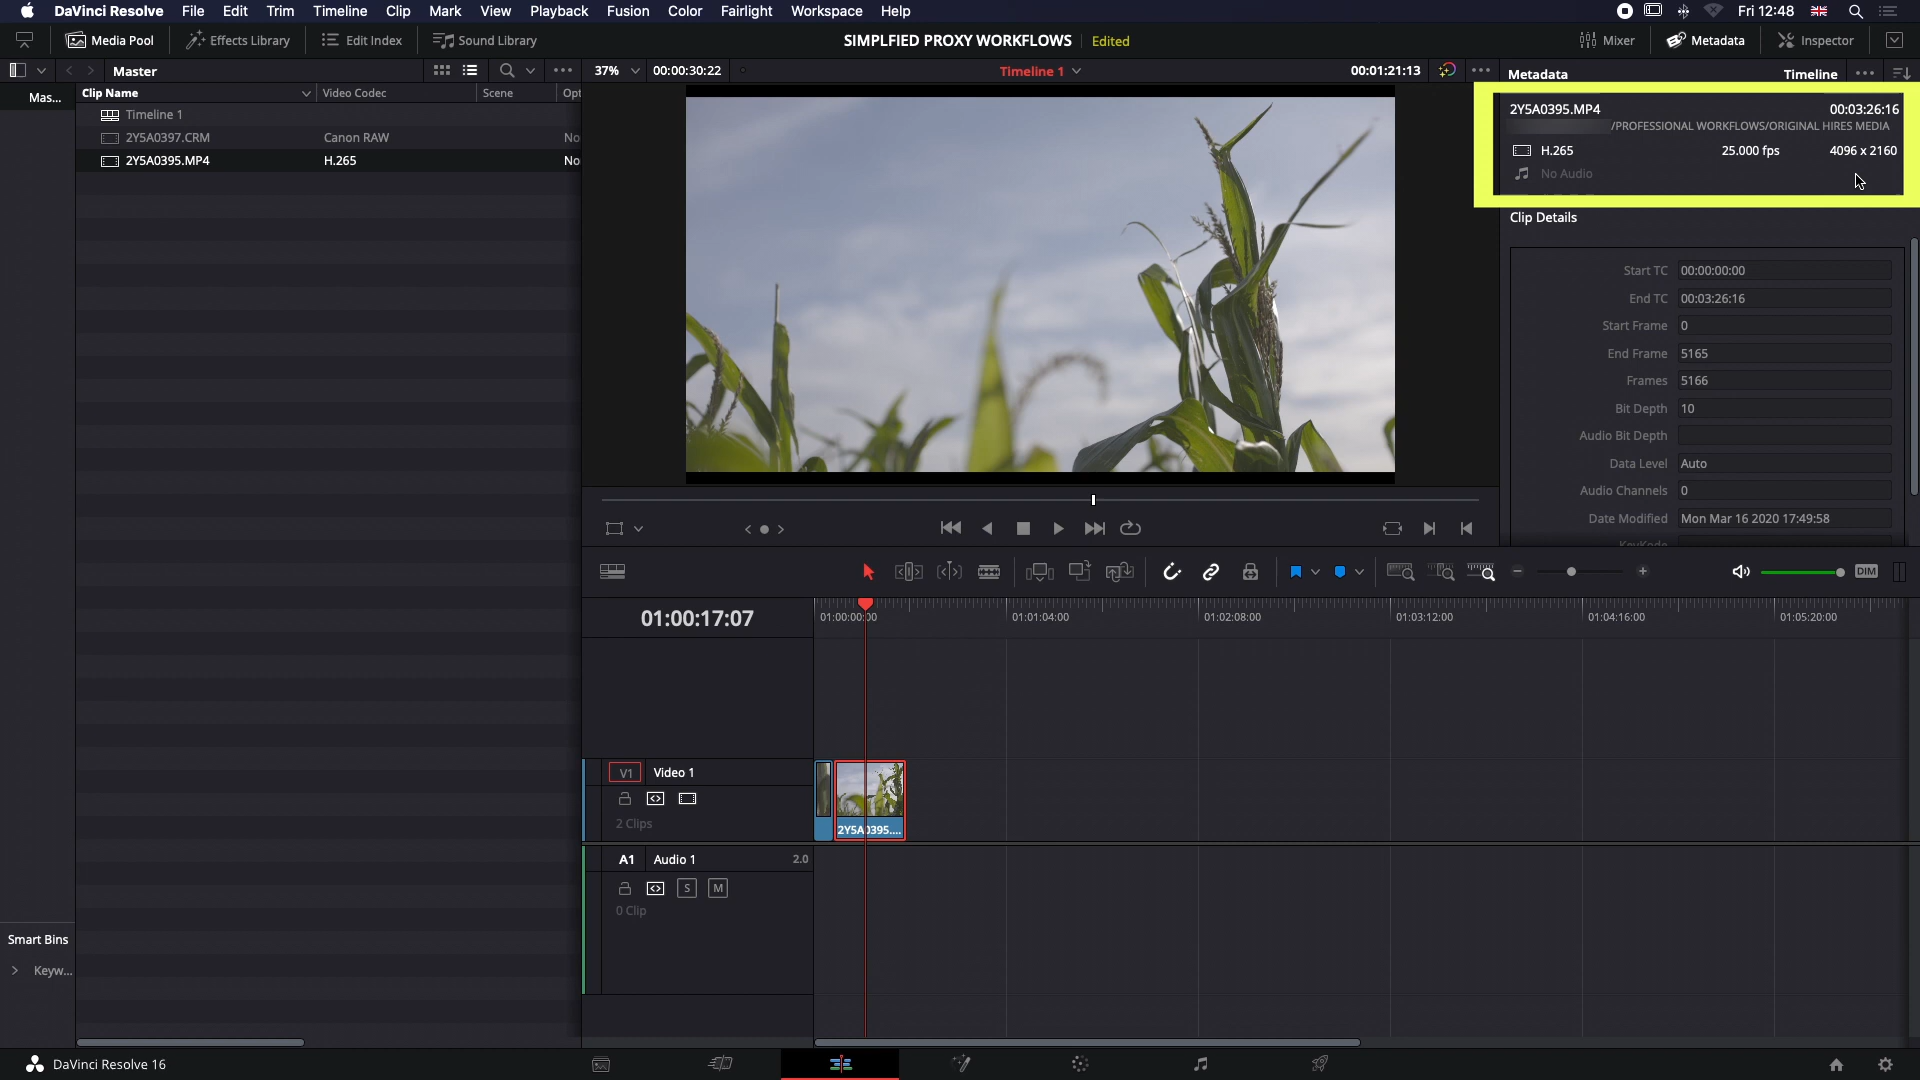 DaVinci Resolve File Edit Trim Timeline Clip Mark View Playback Fusion Color Fairlight Workspace Help Fri 12:48
Media Pool Effects Library Edit Index Sound Library SIMPLFIED PROXY WORKFLOWS Edited Mixer Metadata Inspector
Master 37% 00:00:30:22 Timeline 1 00:01:21:13 Metadata Timeline
Mas... Clip Name Video Codec Scene Opt
Timeline 1
2Y5A0397.CRM Canon RAW No
2Y5A0395.MP4 H.265 No
2Y5A0395.MP4 00:03:26:16
/PROFESSIONAL WORKFLOWS/ORIGINAL HIRES MEDIA
H.265 25.000 fps 4096 x 2160
No Audio
Clip Details
Start TC 00:00:00:00
End TC 00:03:26:16
Start Frame 0
End Frame 5165
Frames 5166
Bit Depth 10
Audio Bit Depth
Data Level Auto
Audio Channels 0
Date Modified Mon Mar 16 2020 17:49:58
DIM
01:00:17:07 01:00:00:00 01:01:04:00 01:02:08:00 01:03:12:00 01:04:16:00 01:05:20:00
V1 Video 1
2 Clips
2Y5A0395....
A1 Audio 1 2.0
S M
0 Clip
Smart Bins
Keyw...
DaVinci Resolve 16